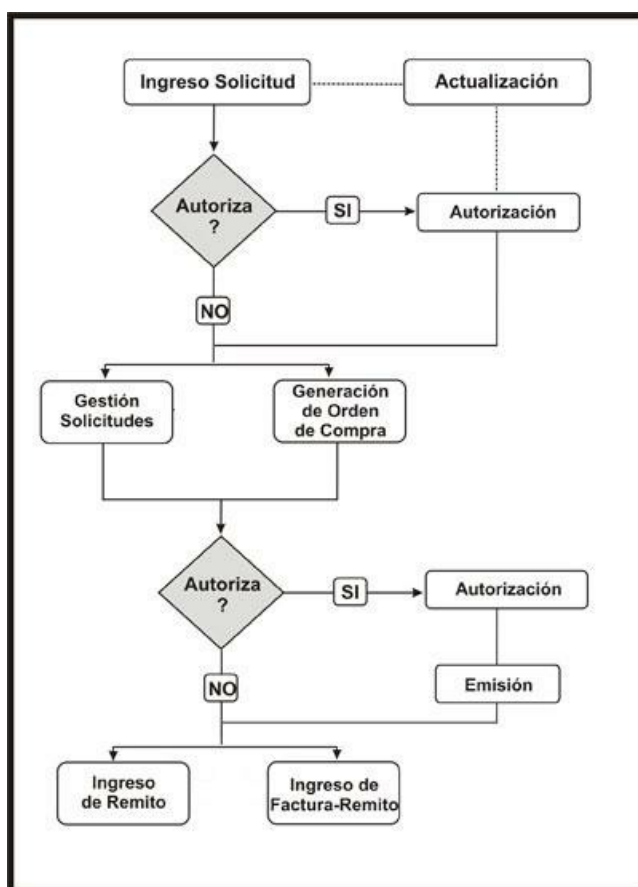 Ingreso Solicitud
Actualización
Autoriza
?
SI
Autorización
NO
Gestión
Solicitudes
Generación
de Orden
de Compra
Autoriza
?
SI
Autorización
NO
Emisión
Ingreso
de Remito
Ingreso de
Factura-Remito